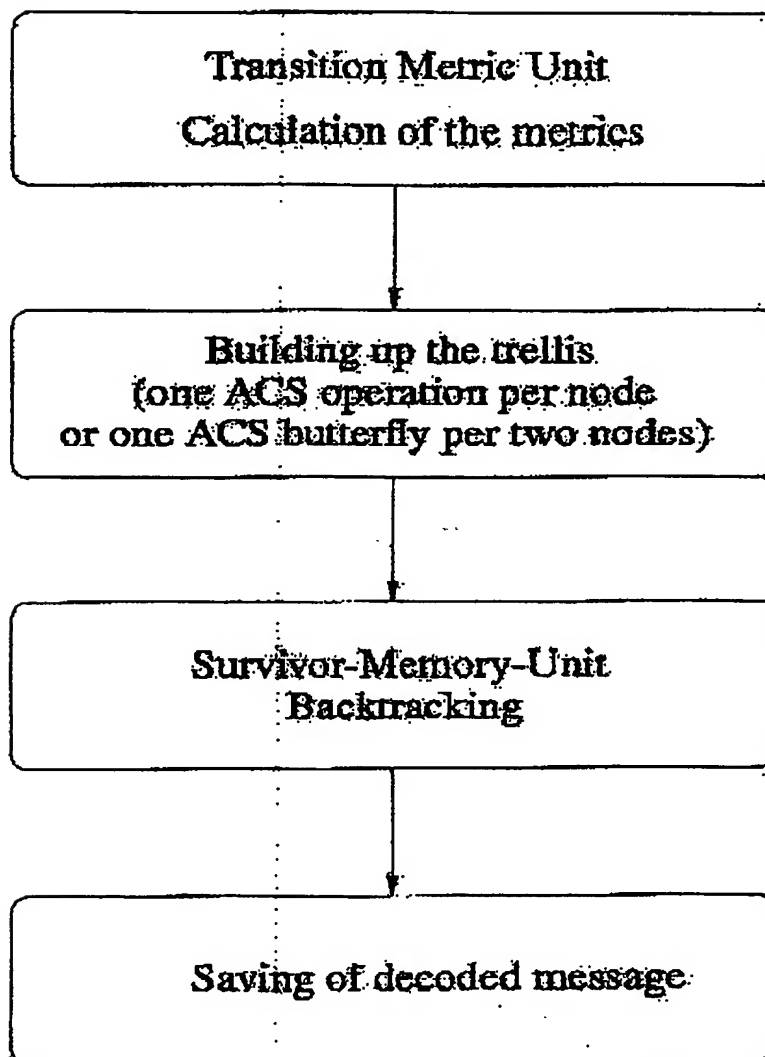 Transition Metric Unit
Calculation of the metrics
Building up the trellis
(one ACS operation per node
or one ACS butterfly per two nodes)
Survivor-Memory-Unit
Backtracking
Saving of decoded message